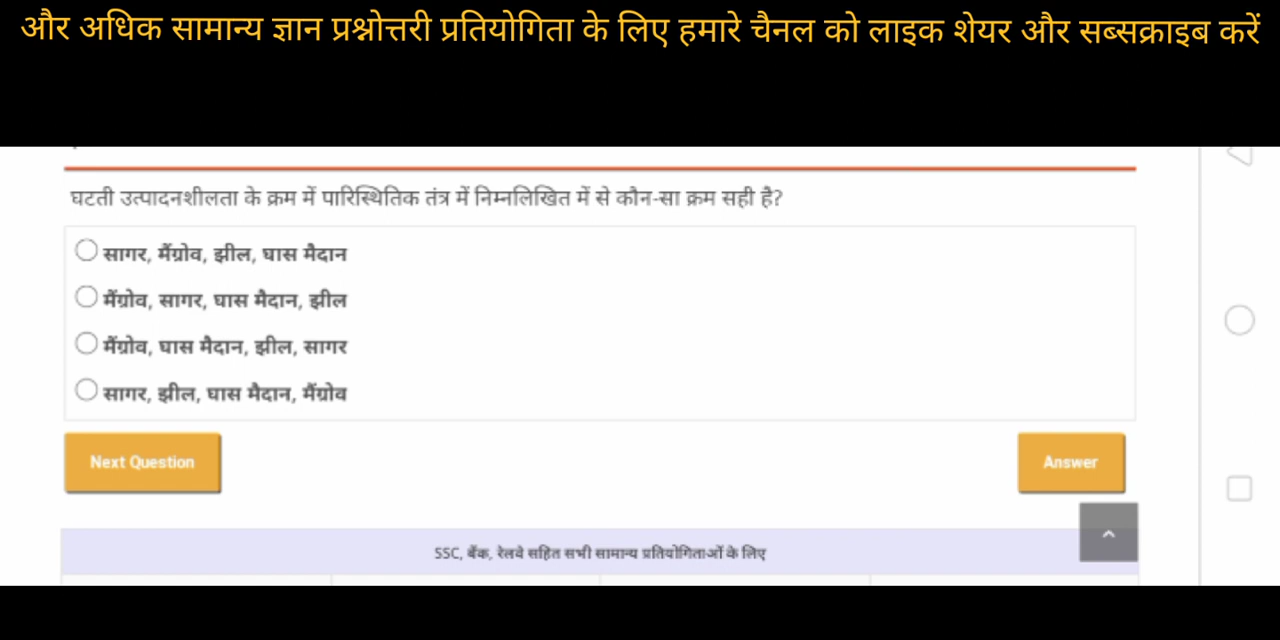 और अधिक सामान्य ज्ञान प्रश्नोत्तरी प्रतियोगिता के लिए हमारे चैनल को लाइक शेयर और सब्सक्राइब करें
घटती उत्पादनशीलता के क्रम में पारिस्थितिक तंत्र में निम्नलिखित में से कौन-सा क्रम सही है?
सागर, मैंग्रोव, झील, घास मैदान
मैंग्रोव, सागर, घास मैदान, झील
मैंग्रोव, घास मैदान, झील, सागर
सागर, झील, घास मैदान, मैंग्रोव
Next Question
Answer
SSC, बैंक, रेलवे सहित सभी सामान्य प्रतियोगिताओं के लिए